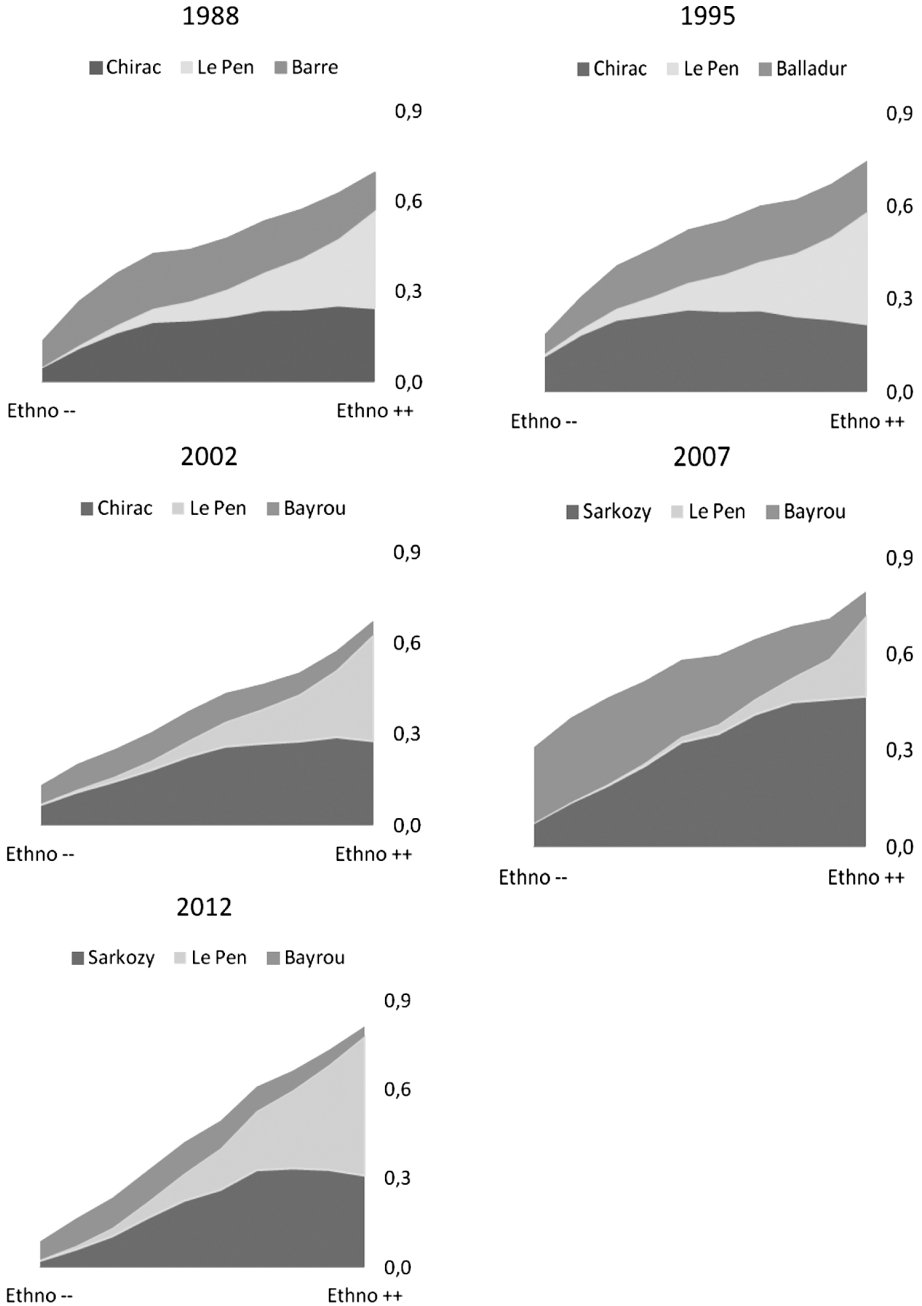 1988
Chirac Le Pen Barre
0,9
0,6
0,3
0,0
Ethno -- Ethno ++
1995
Chirac Le Pen Balladur
0,9
0,6
0,3
0,0
Ethno -- Ethno ++
2002
Chirac Le Pen Bayrou
0,9
0,6
0,3
0,0
Ethno -- Ethno ++
2007
Sarkozy Le Pen Bayrou
0,9
0,6
0,3
0,0
Ethno -- Ethno ++
2012
Sarkozy Le Pen Bayrou
0,9
0,6
0,3
0,0
Ethno -- Ethno ++